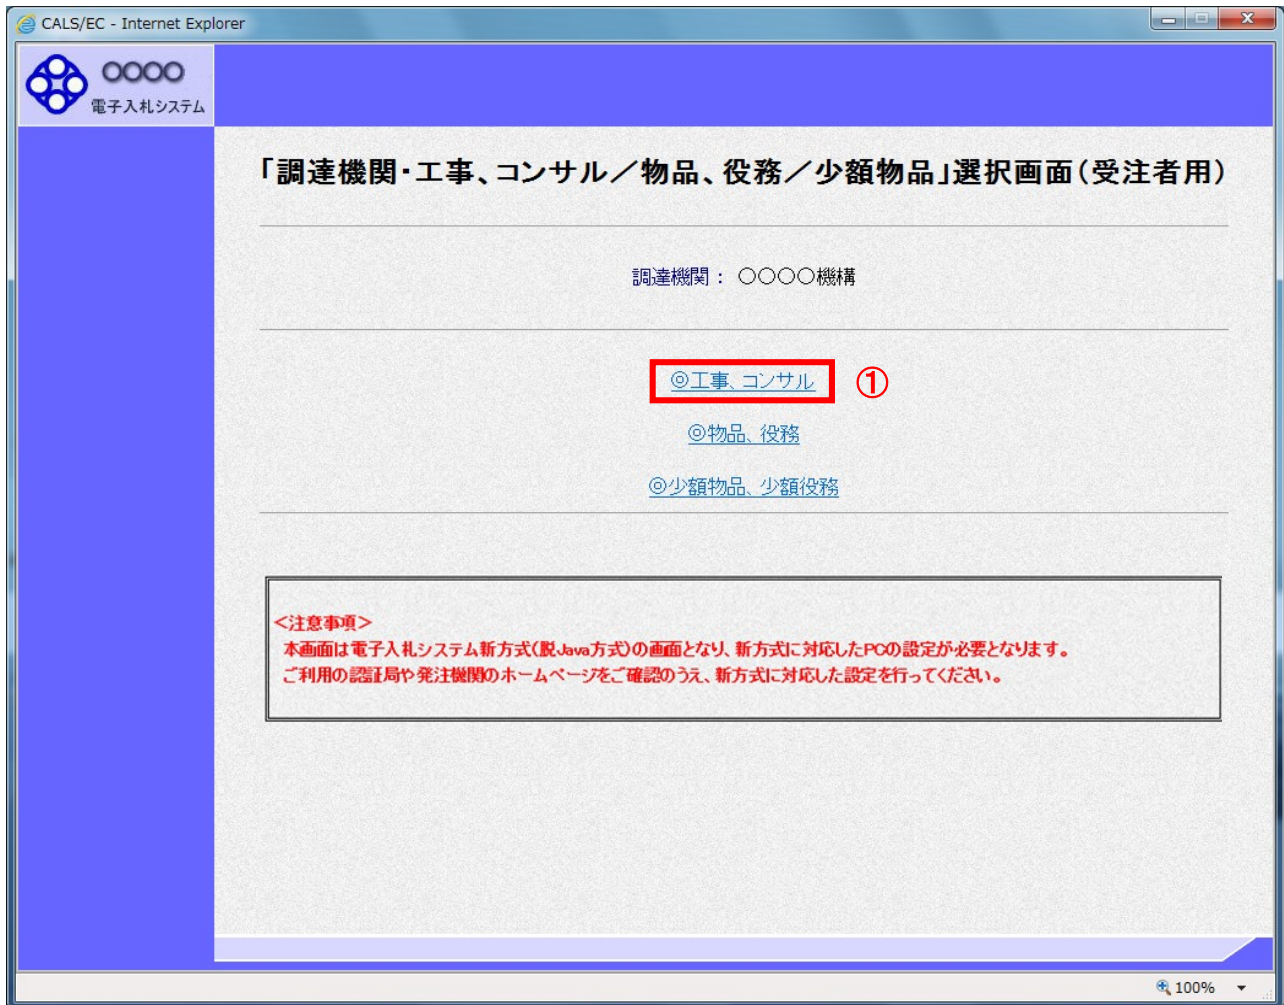 CALS/EC - Internet Explorer
○○○○
電子入札システム
「調達機関・工事、コンサル／物品、役務／少額物品」選択画面（受注者用）
調達機関： ○○○○機構
◎工事、コンサル ①
◎物品、役務
◎少額物品、少額役務
＜注意事項＞
本画面は電子入札システム新方式(脱Java方式)の画面となり、新方式に対応したPCの設定が必要となります。
ご利用の認証局や発注機関のホームページをご確認のうえ、新方式に対応した設定を行ってください。
100%